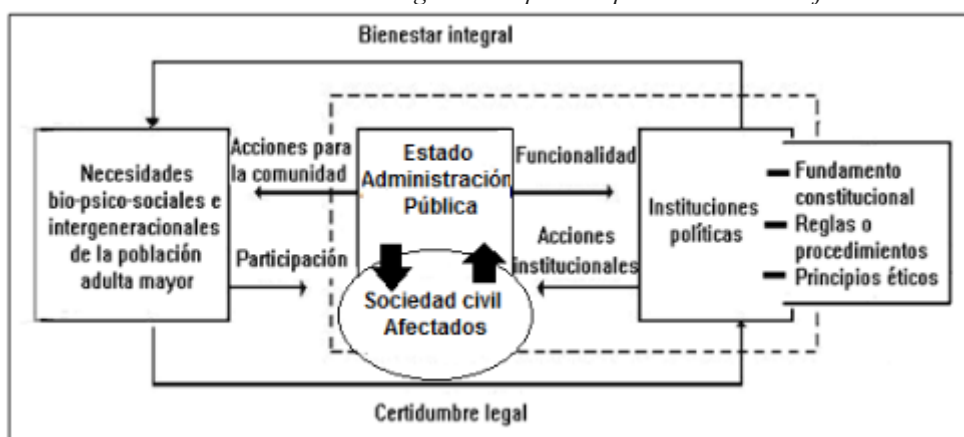 Bienestar integral
Necesidades
bio-psico-sociales e
intergeneracionales
de la población
adulta mayor
Acciones para
la comunidad
Participación
Estado
Administración
Pública
Sociedad civil
Afectados
Funcionalidad
Acciones
institucionales
Instituciones
políticas
Fundamento
constitucional
Reglas o
procedimientos
Principios éticos
Certidumbre legal